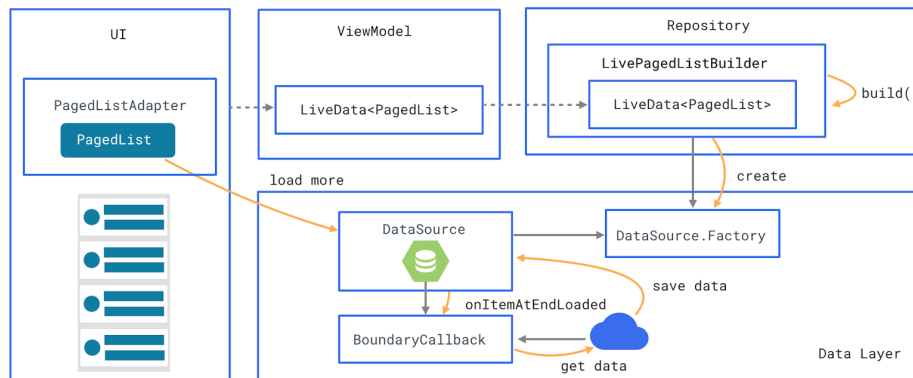 UI
ViewModel
Repository
LivePagedListBuilder
PagedListAdapter
PagedList
LiveData<PagedList>
LiveData<PagedList>
build(
load more
create
DataSource
DataSource.Factory
save data
onItemAtEndLoaded
BoundaryCallback
get data
Data Layer